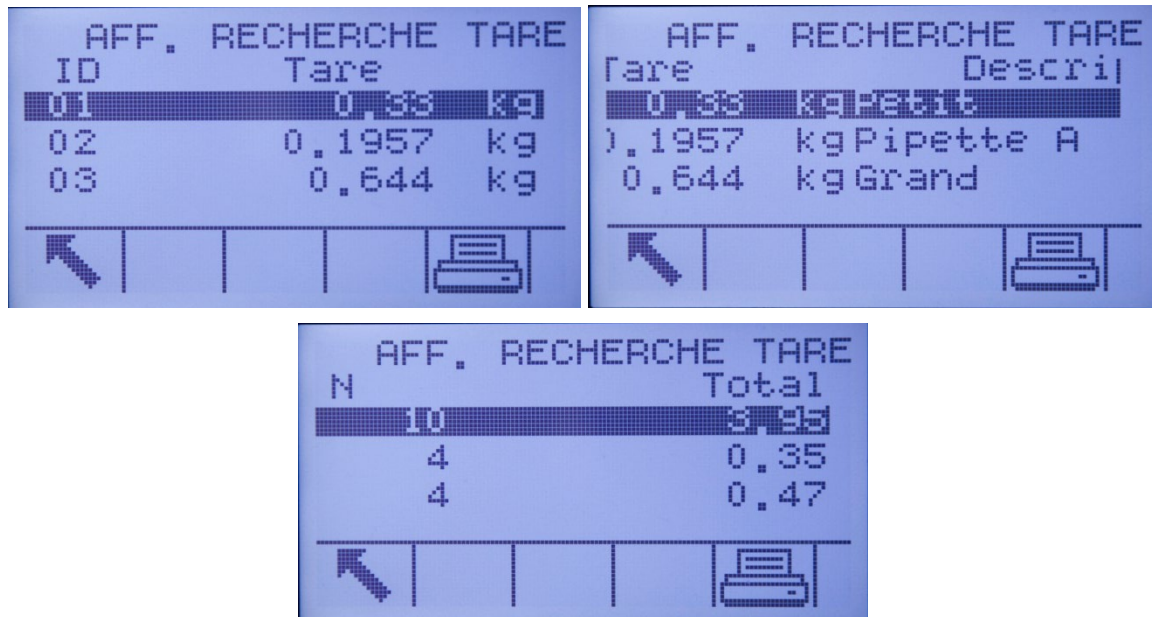 AFF. RECHERCHE TARE
ID Tare
01 0.33 kg
02 0.1957 kg
03 0.644 kg
AFF. RECHERCHE TARE
Tare Descri
0.33 kg Petit
0.1957 kg Pipette A
0.644 kg Grand
AFF. RECHERCHE TARE
N Total
10 3.95
4 0.35
4 0.47